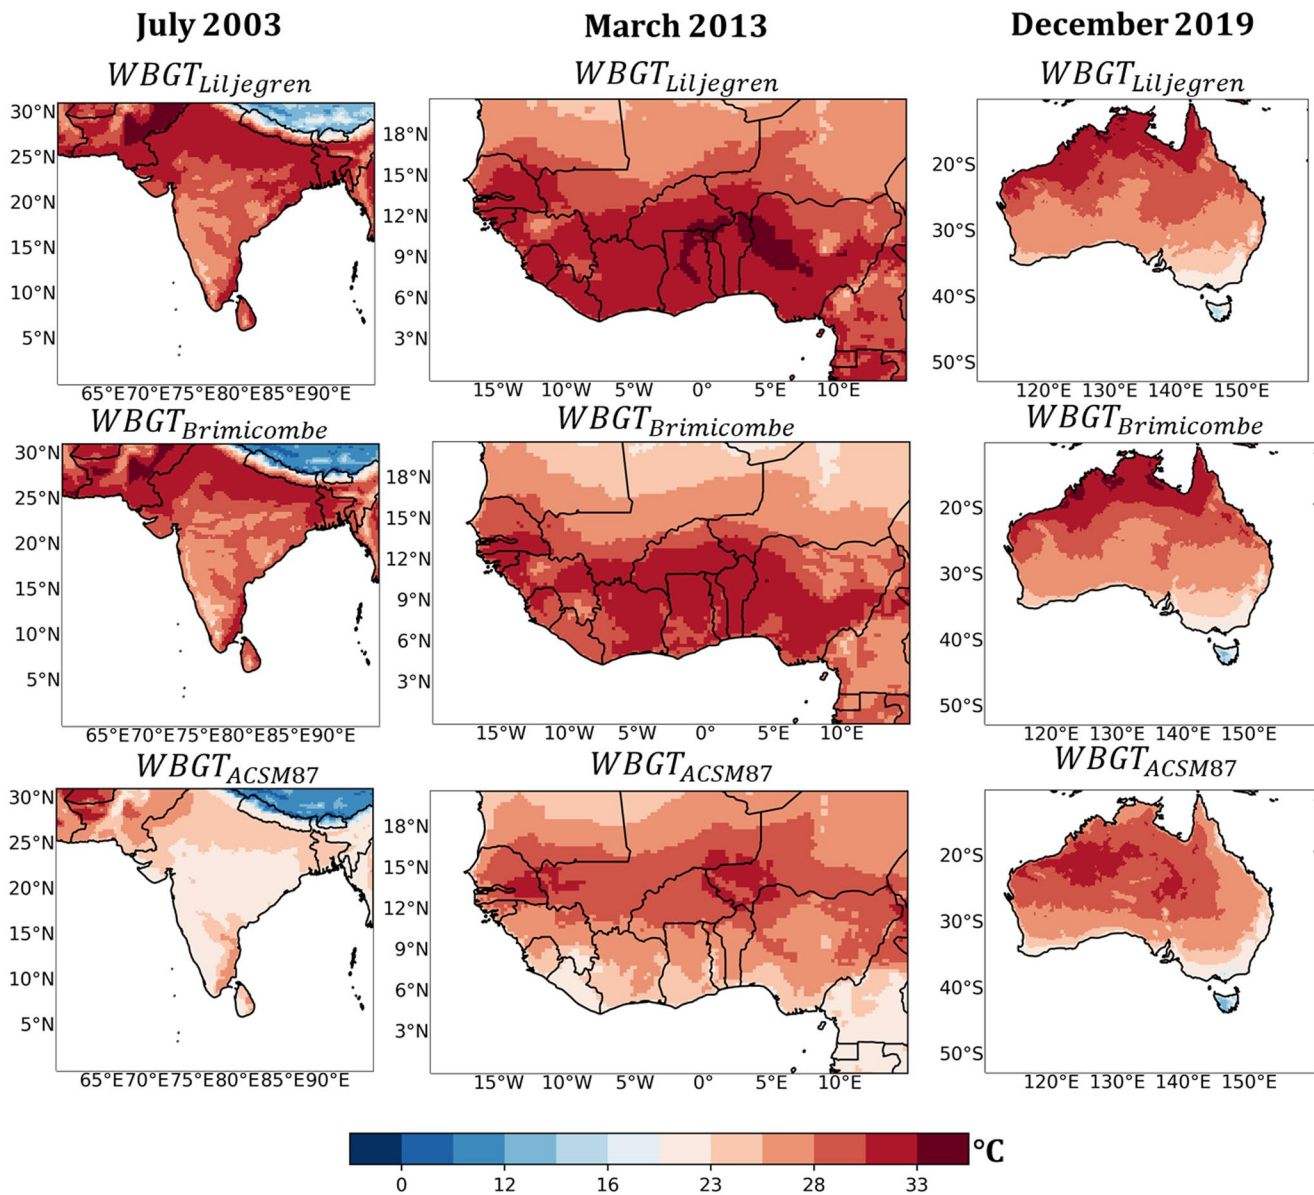 July 2003 March 2013 December 2019
WBGT_Liljegren WBGT_Liljegren WBGT_Liljegren
30°N
25°N
20°N
15°N
10°N
5°N
65°E70°E75°E80°E85°E90°E
18°N
15°N
12°N
9°N
6°N
3°N
15°W 10°W 5°W 0° 5°E 10°E
20°S
30°S
40°S
50°S
120°E 130°E 140°E 150°E
WBGT_Brimicombe WBGT_Brimicombe WBGT_Brimicombe
30°N
25°N
20°N
15°N
10°N
5°N
65°E70°E75°E80°E85°E90°E
18°N
15°N
12°N
9°N
6°N
3°N
15°W 10°W 5°W 0° 5°E 10°E
20°S
30°S
40°S
50°S
120°E 130°E 140°E 150°E
WBGT_ACSM87 WBGT_ACSM87 WBGT_ACSM87
30°N
25°N
20°N
15°N
10°N
5°N
65°E70°E75°E80°E85°E90°E
18°N
15°N
12°N
9°N
6°N
3°N
15°W 10°W 5°W 0° 5°E 10°E
20°S
30°S
40°S
50°S
120°E 130°E 140°E 150°E
°C
0 12 16 23 28 33